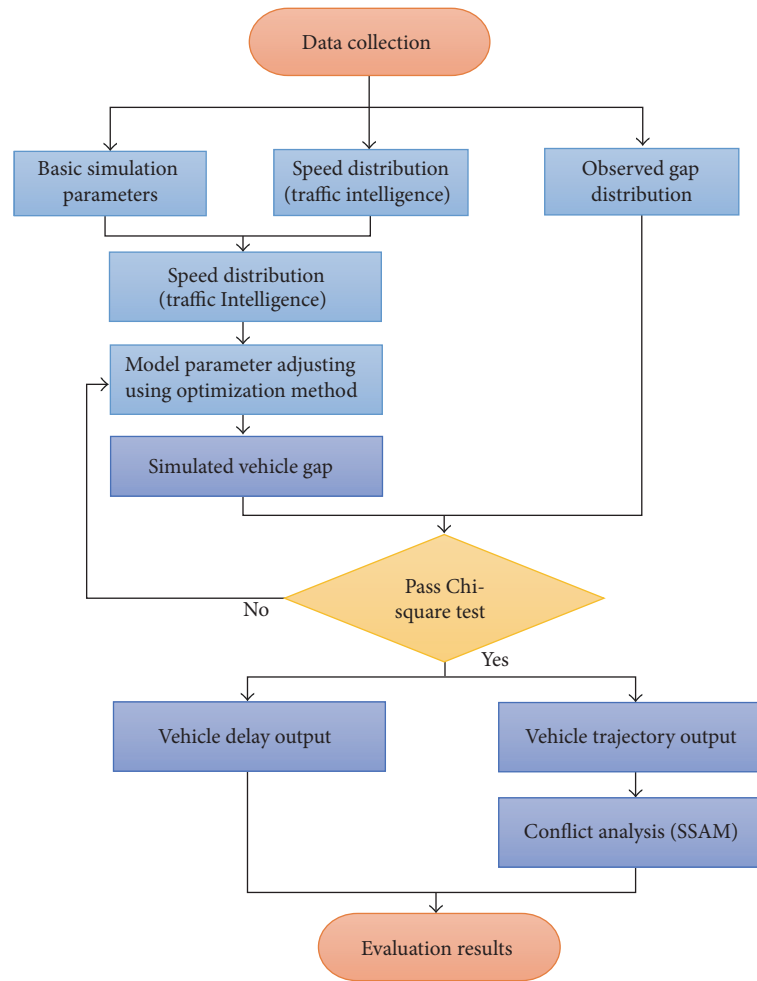 Data collection
Basic simulation
parameters
Speed distribution
(traffic intelligence)
Observed gap
distribution
Speed distribution
(traffic Intelligence)
Model parameter adjusting
using optimization method
Simulated vehicle gap
Pass Chi-
square test
No
Yes
Vehicle delay output
Vehicle trajectory output
Conflict analysis (SSAM)
Evaluation results